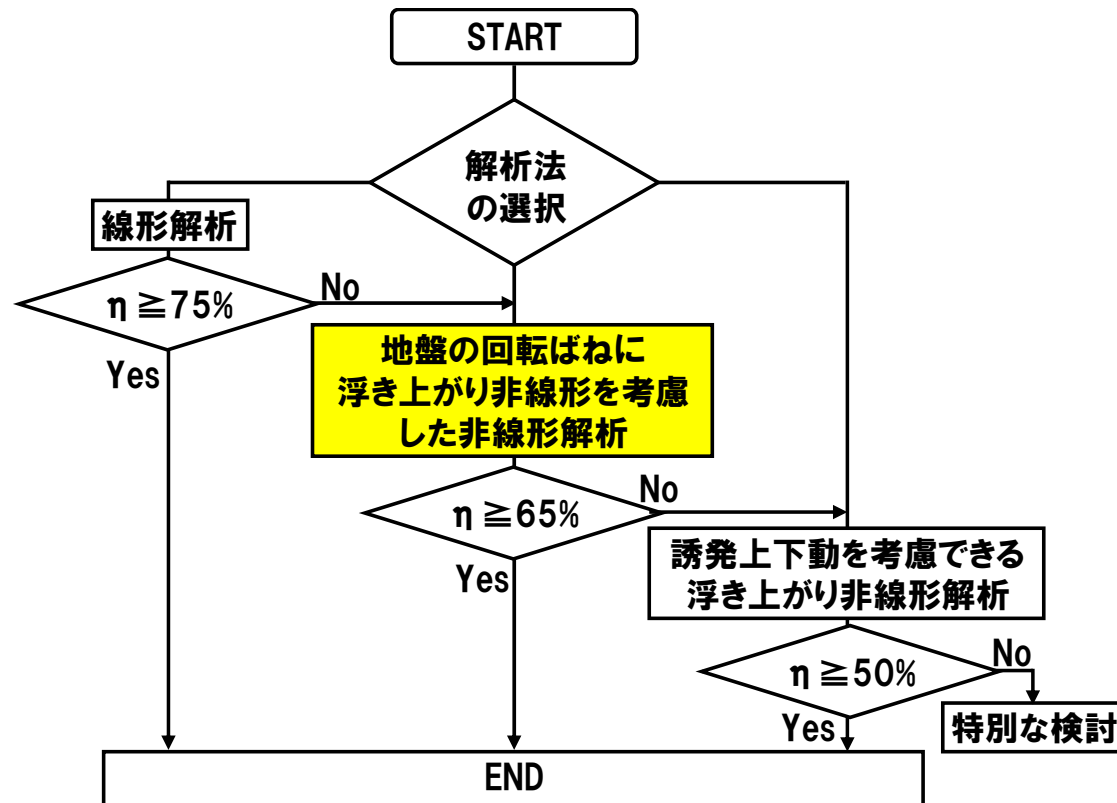 START
解析法
の選択
線形解析
η≧75%
No
Yes
地盤の回転ばねに
浮き上がり非線形を考慮
した非線形解析
η≧65%
No
Yes
誘発上下動を考慮できる
浮き上がり非線形解析
η≧50%
No
Yes
特別な検討
END